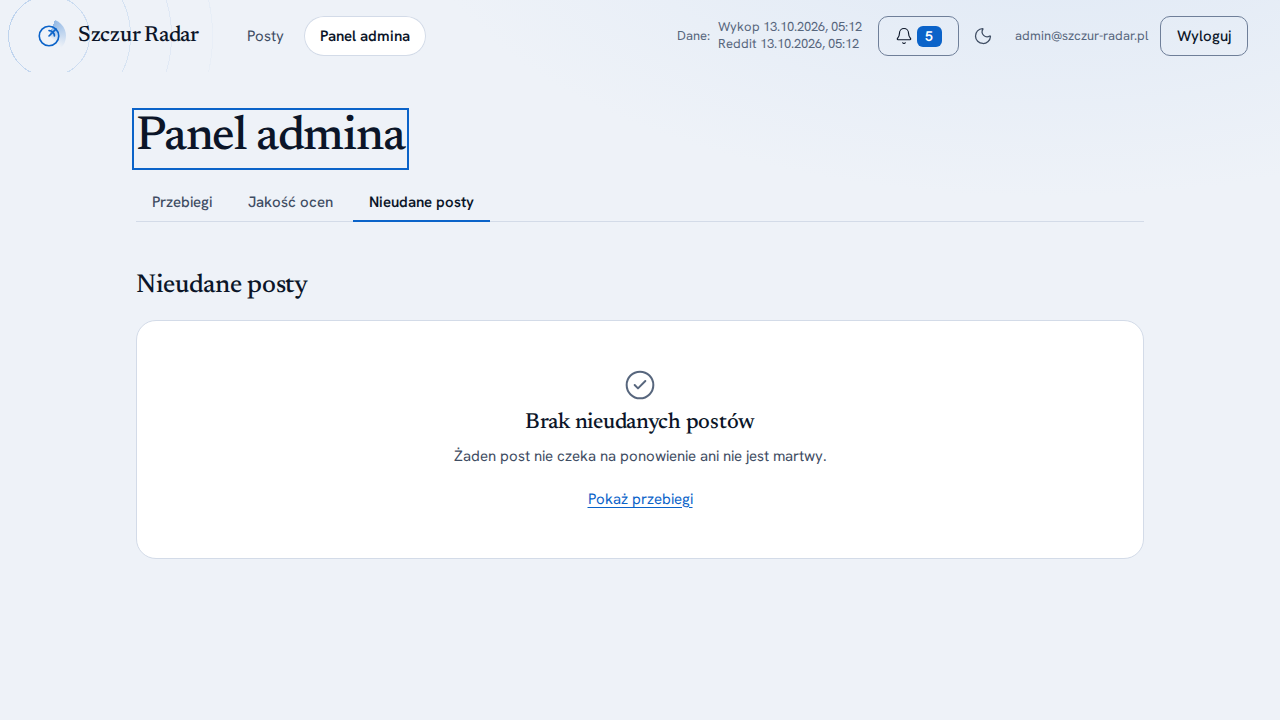 Szczur Radar
Posty
Panel admina
Dane:
Wykop 13.10.2026, 05:12
Reddit 13.10.2026, 05:12
5
admin@szczur-radar.pl
Wyloguj
Panel admina
Przebiegi
Jakość ocen
Nieudane posty
Nieudane posty
Brak nieudanych postów
Żaden post nie czeka na ponowienie ani nie jest martwy.
Pokaż przebiegi